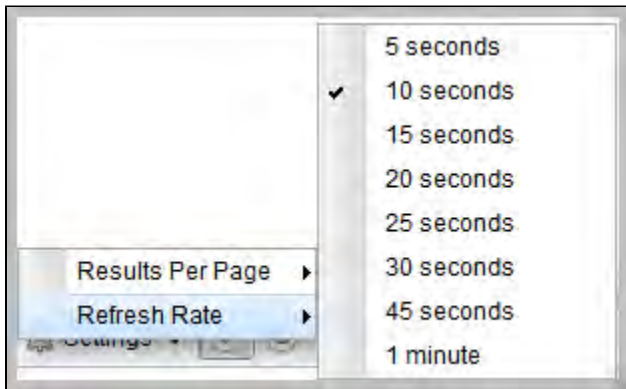 5 seconds
10 seconds
15 seconds
20 seconds
25 seconds
30 seconds
45 seconds
1 minute
Results Per Page
Refresh Rate
Settings